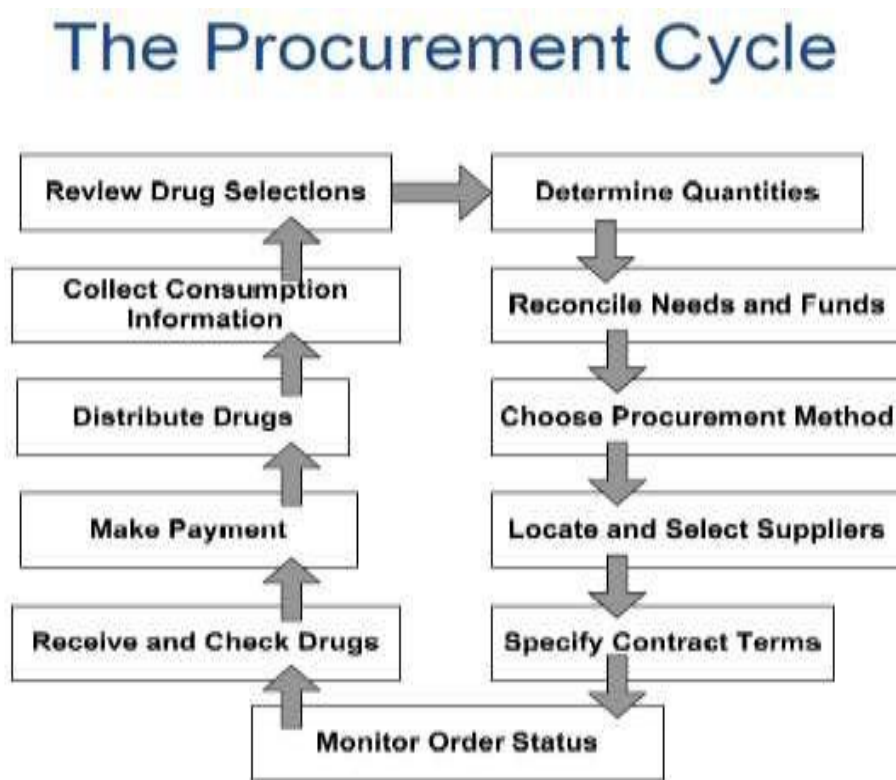 The Procurement Cycle
Review Drug Selections
Determine Quantities
Collect Consumption
Information
Reconcile Needs and Funds
Distribute Drugs
Choose Procurement Method
Make Payment
Locate and Select Suppliers
Receive and Check Drugs
Specify Contract Terms
Monitor Order Status